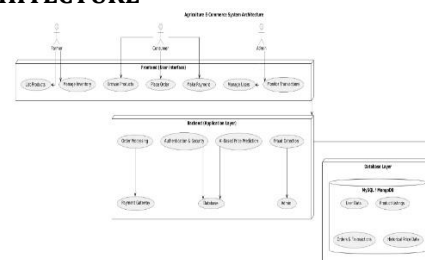 HITECTURE
Agriculture E-Commerce System Architecture
Farmer Consumer Admin
Frontend (User Interface)
List Products Manage Inventory Browse Products Place Order Make Payment Manage Users Monitor Transactions
Backend (Application Layer)
Order Processing Authentication & Security AI-Based Price Prediction Fraud Detection
Database Layer
MySQL / MongoDB
Payment Gateway Database Admin
User Data Product Listings
Orders & Transactions Historical Price Data